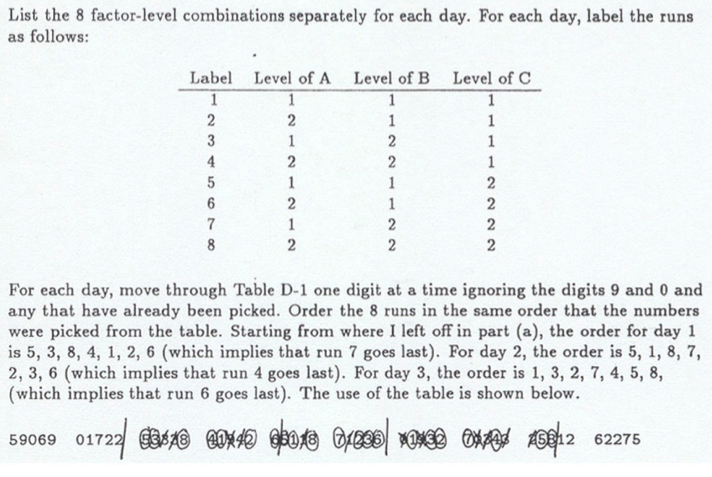 List the 8 factor-level combinations separately for each day. For each day, label the runs
as follows:
Label Level of A Level of B Level of C
1 1 1 1
2 2 1 1
3 1 2 1
4 2 2 1
5 1 1 2
6 2 1 2
7 1 2 2
8 2 2 2
For each day, move through Table D-1 one digit at a time ignoring the digits 9 and 0 and
any that have already been picked. Order the 8 runs in the same order that the numbers
were picked from the table. Starting from where I left off in part (a), the order for day 1
is 5, 3, 8, 4, 1, 2, 6 (which implies that run 7 goes last). For day 2, the order is 5, 1, 8, 7,
2, 3, 6 (which implies that run 4 goes last). For day 3, the order is 1, 3, 2, 7, 4, 5, 8,
(which implies that run 6 goes last). The use of the table is shown below.
59069 01722 62275